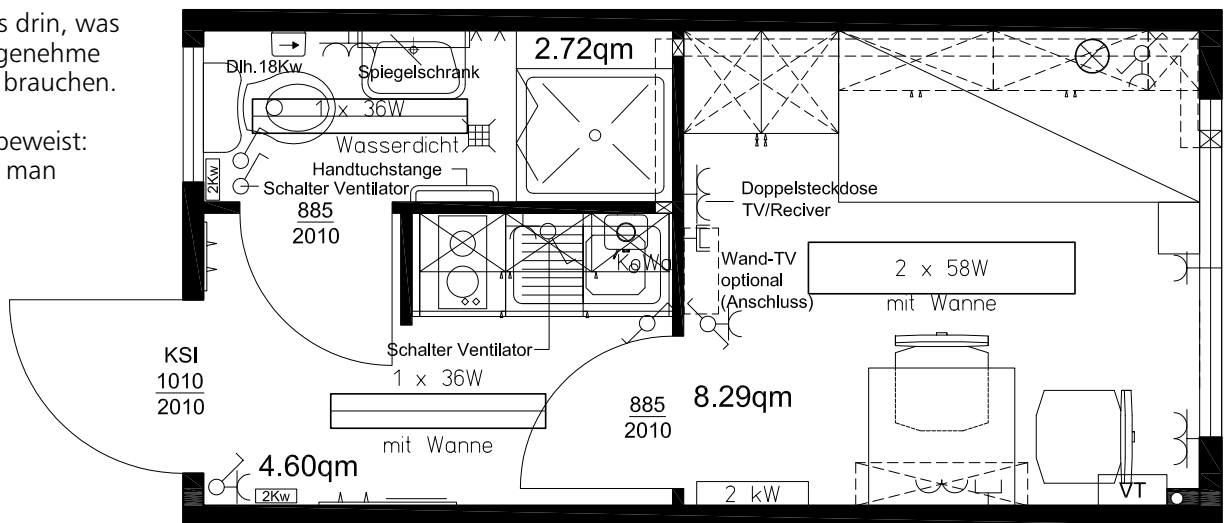 s drin, was
genehme
brauchen.
beweist:
man
Dlh.18Kw
Spiegelschrank
2.72qm
1 x 36W
Wasserdicht
Handtuchstange
2Kw
Schalter Ventilator
885
2010
Doppelsteckdose
TV/Reciver
KoWa
Wand-TV
optional
(Anschluss)
2 x 58W
mit Wanne
KSI
1010
2010
Schalter Ventilator
1 x 36W
mit Wanne
885
2010
8.29qm
4.60qm
2Kw
2 kW
VT